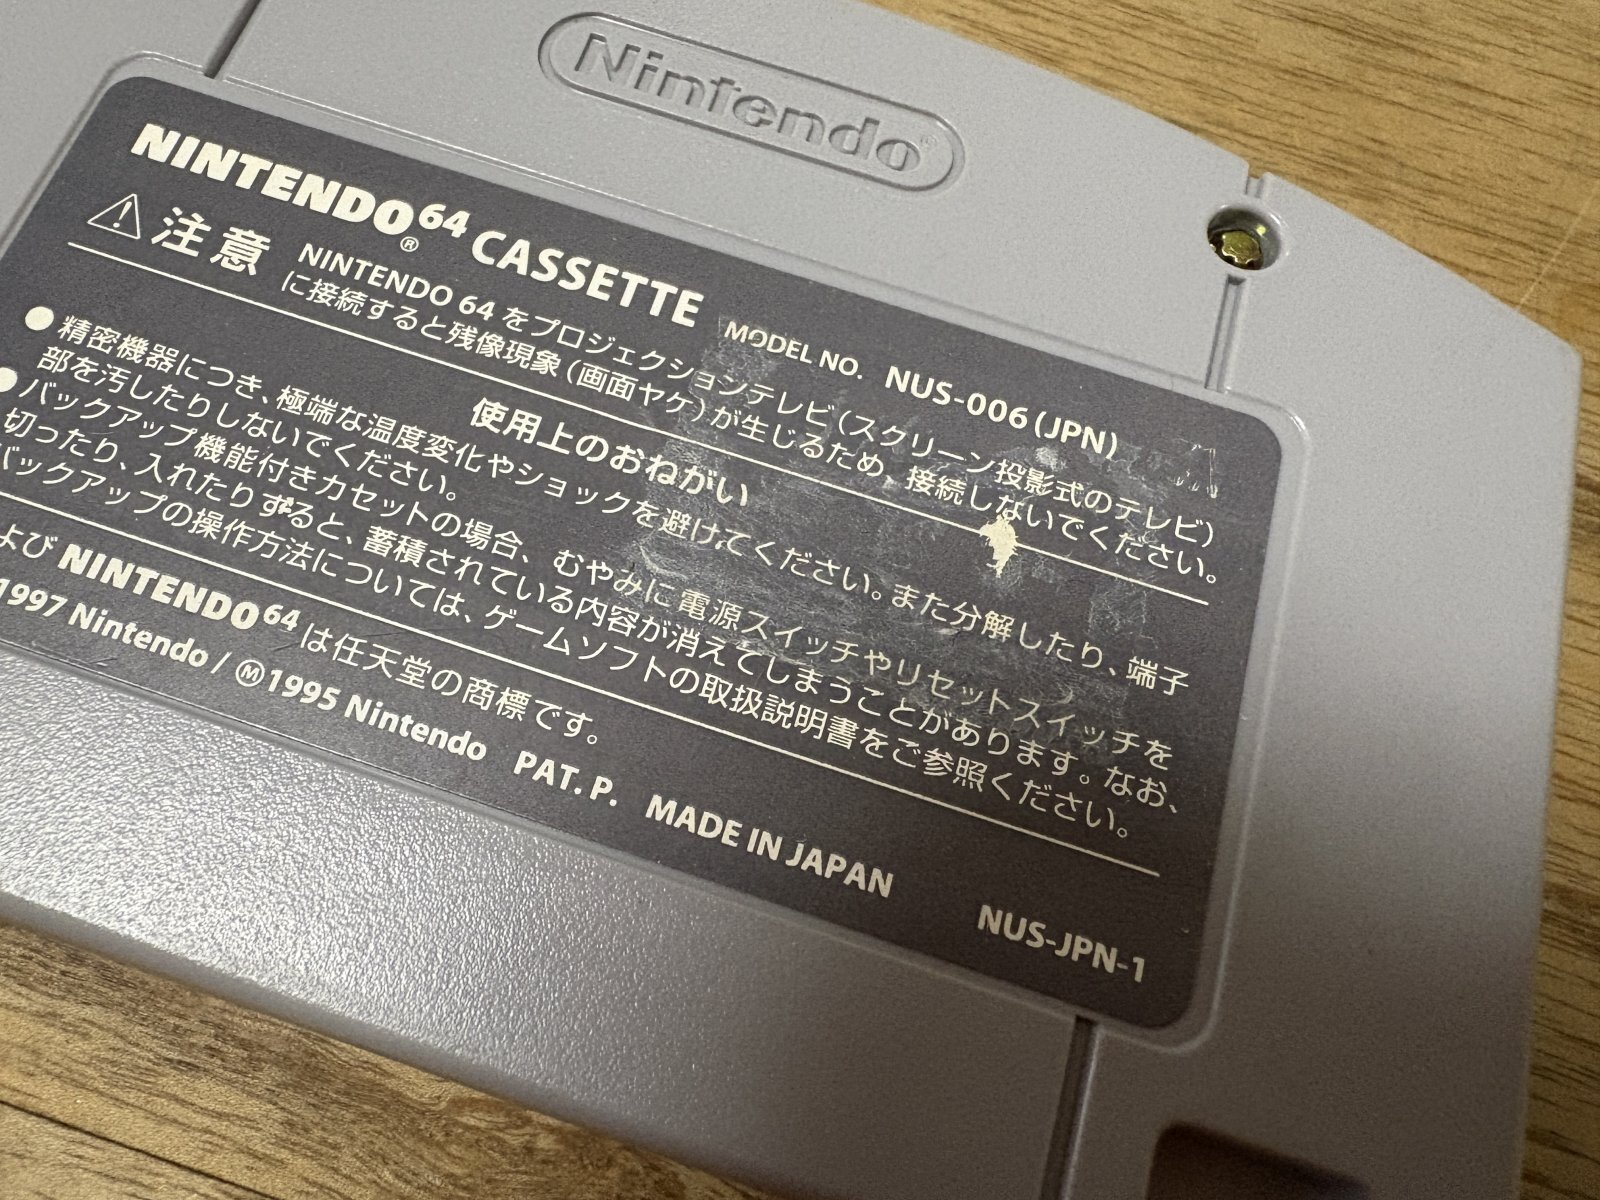 Nintendo
NINTENDO 64 CASSETTE MODEL NO. NUS-006(JPN)
注意 NINTENDO 64をプロジェクションテレビ(スクリーン投影式のテレビ)
に接続すると残像現象(画面ヤケ)が生じるため、接続しないでください。
使用上のおねがい
●精密機器につき、極端な温度変化やショックを避けてください。また分解したり、端子
部を汚したりしないでください。
●バックアップ機能付きカセットの場合、むやみに電源スイッチやリセットスイッチを
切ったり、入れたりすると、蓄積されている内容が消えてしまうことがあります。なお、
バックアップの操作方法については、ゲームソフトの取扱説明書をご参照ください。
よび NINTENDO64は任天堂の商標です。
1997 Nintendo / Ⓜ1995 Nintendo PAT. P. MADE IN JAPAN
NUS-JPN-1